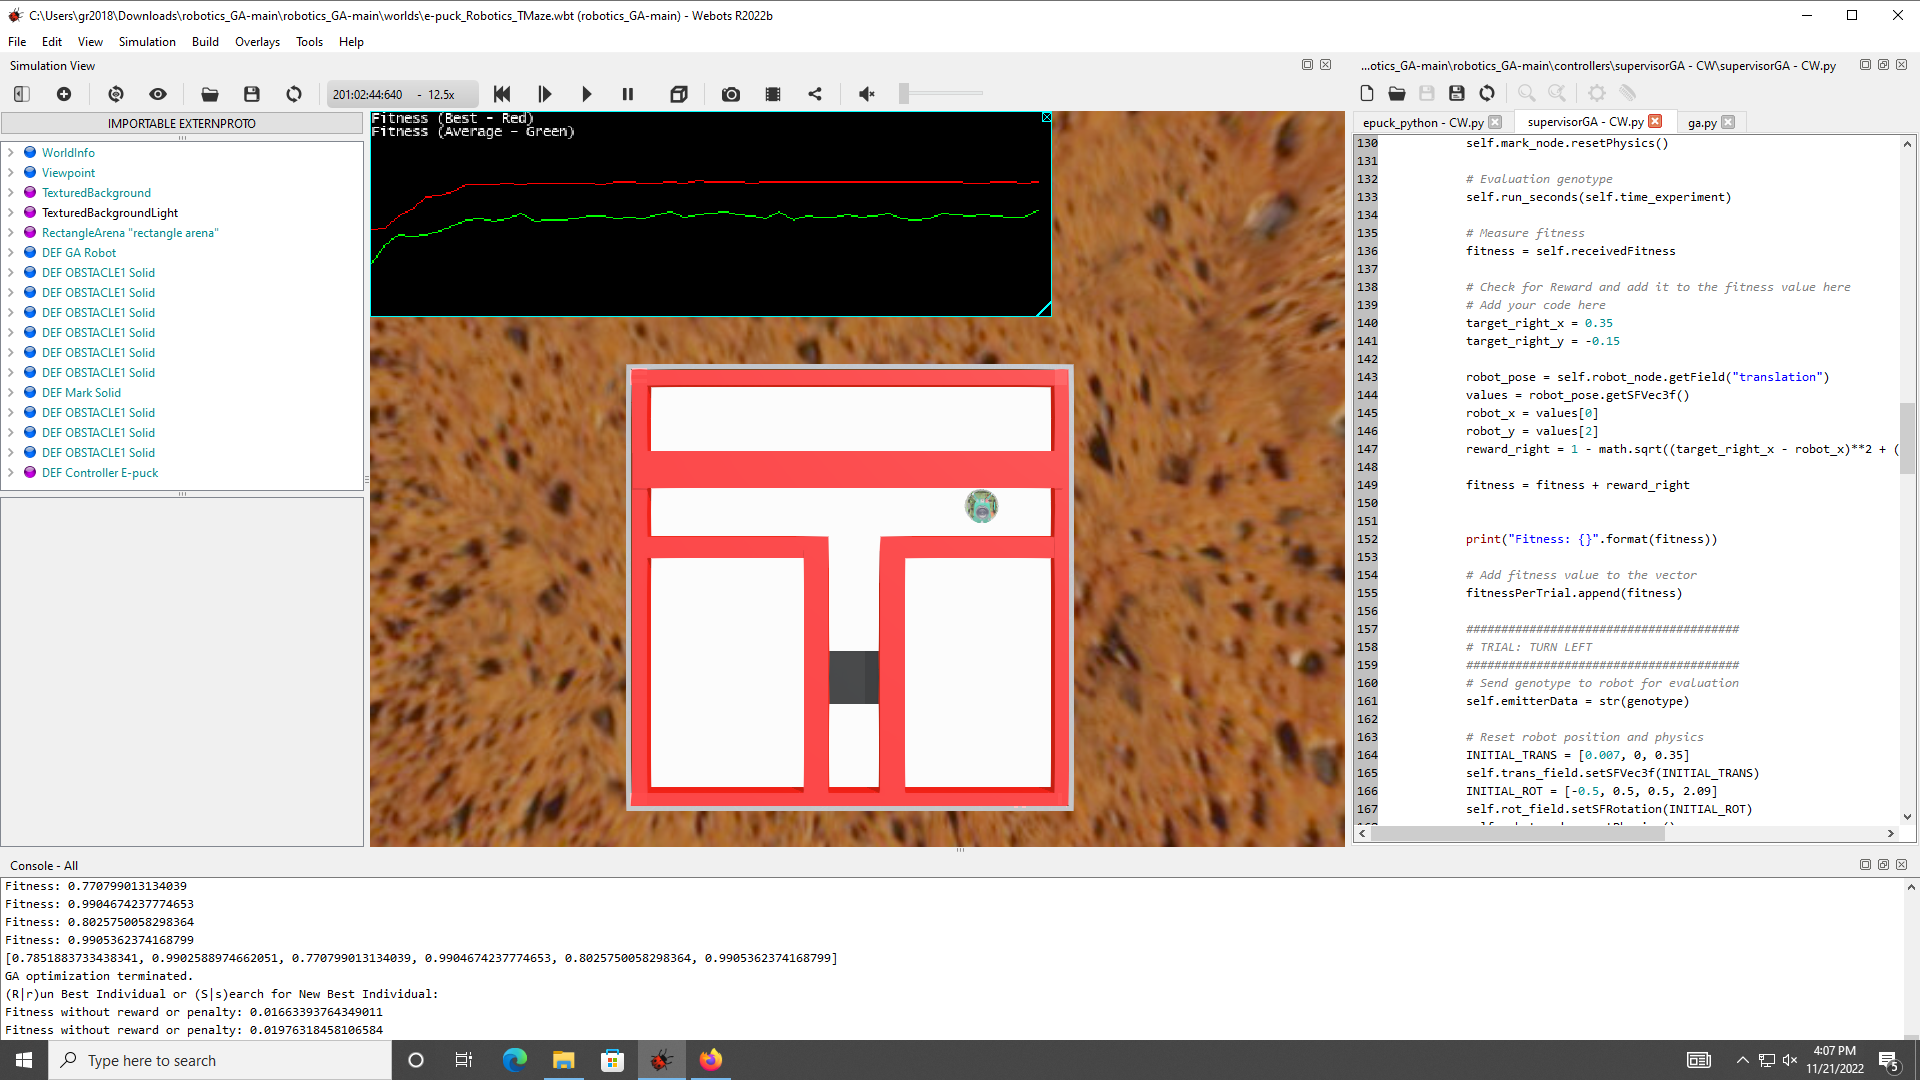 C:\Users\gr2018\Downloads\robotics_GA-main\robotics_GA-main\worlds\e-puck_Robotics_TMaze.wbt (robotics_GA-main) - Webots R2022b
File Edit View Simulation Build Overlays Tools Help
Simulation View
201:02:44:640 - 12.5x
IMPORTABLE EXTERNPROTO
WorldInfo
Viewpoint
TexturedBackground
TexturedBackgroundLight
RectangleArena "rectangle arena"
DEF GA Robot
DEF OBSTACLE1 Solid
DEF OBSTACLE1 Solid
DEF OBSTACLE1 Solid
DEF OBSTACLE1 Solid
DEF OBSTACLE1 Solid
DEF OBSTACLE1 Solid
DEF Mark Solid
DEF OBSTACLE1 Solid
DEF OBSTACLE1 Solid
DEF OBSTACLE1 Solid
DEF Controller E-puck
Fitness (Best - Red)
Fitness (Average - Green)
...otics_GA-main\robotics_GA-main\controllers\supervisorGA - CW\supervisorGA - CW.py
epuck_python - CW.py supervisorGA - CW.py ga.py
130 self.mark_node.resetPhysics()
131
132 # Evaluation genotype
133 self.run_seconds(self.time_experiment)
134
135 # Measure fitness
136 fitness = self.receivedFitness
137
138 # Check for Reward and add it to the fitness value here
139 # Add your code here
140 target_right_x = 0.35
141 target_right_y = -0.15
142
143 robot_pose = self.robot_node.getField("translation")
144 values = robot_pose.getSFVec3f()
145 robot_x = values[0]
146 robot_y = values[2]
147 reward_right = 1 - math.sqrt((target_right_x - robot_x)**2 + (
148
149 fitness = fitness + reward_right
150
151
152 print("Fitness: {}".format(fitness))
153
154 # Add fitness value to the vector
155 fitnessPerTrial.append(fitness)
156
157 #######################################
158 # TRIAL: TURN LEFT
159 #######################################
160 # Send genotype to robot for evaluation
161 self.emitterData = str(genotype)
162
163 # Reset robot position and physics
164 INITIAL_TRANS = [0.007, 0, 0.35]
165 self.trans_field.setSFVec3f(INITIAL_TRANS)
166 INITIAL_ROT = [-0.5, 0.5, 0.5, 2.09]
167 self.rot_field.setSFRotation(INITIAL_ROT)
Console - All
Fitness: 0.770799013134039
Fitness: 0.9904674237774653
Fitness: 0.8025750058298364
Fitness: 0.9905362374168799
[0.7851883733438341, 0.9902588974662051, 0.770799013134039, 0.9904674237774653, 0.8025750058298364, 0.9905362374168799]
GA optimization terminated.
(R|r)un Best Individual or (S|s)earch for New Best Individual:
Fitness without reward or penalty: 0.01663393764349011
Fitness without reward or penalty: 0.01976318458106584
Type here to search
4:07 PM
11/21/2022
5